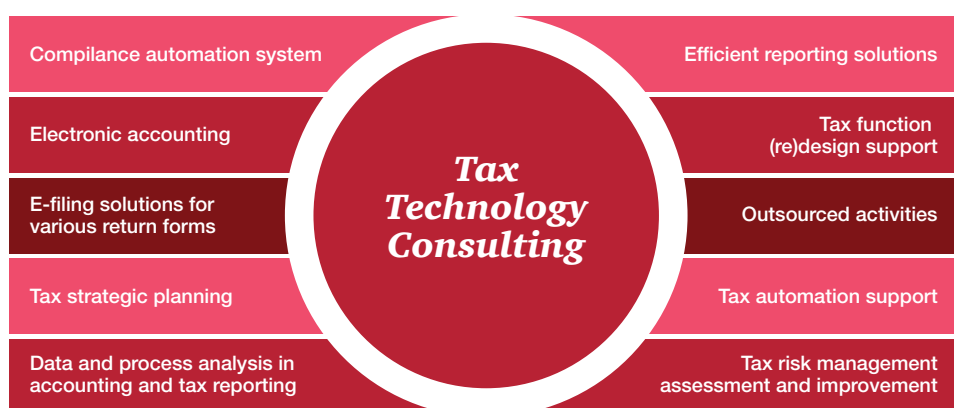 Compilance automation system
Electronic accounting
E-filing solutions for
various return forms
Tax strategic planning
Data and process analysis in
accounting and tax reporting
Tax
Technology
Consulting
Efficient reporting solutions
Tax function
(re)design support
Outsourced activities
Tax automation support
Tax risk management
assessment and improvement